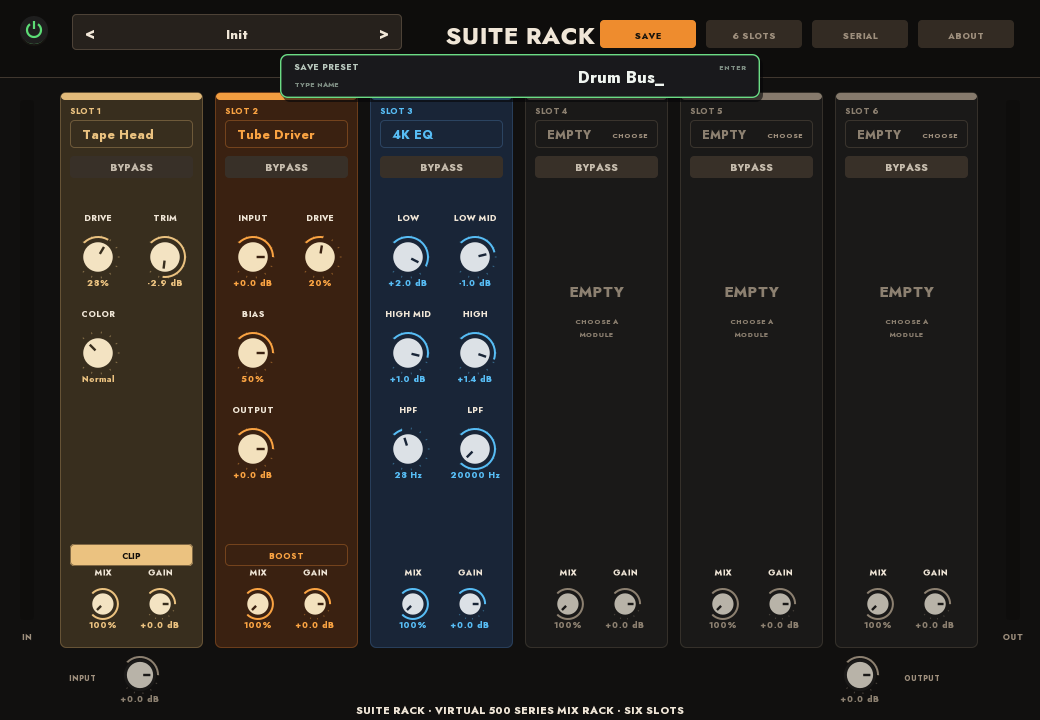 < Init >
SUITE RACK
SAVE
6 SLOTS
SERIAL
ABOUT
SAVE PRESET
TYPE NAME
Drum Bus_
ENTER
SLOT 1
Tape Head
BYPASS
DRIVE TRIM
28% -2.9 dB
COLOR
Normal
CLIP
MIX GAIN
100% +0.0 dB
SLOT 2
Tube Driver
BYPASS
INPUT DRIVE
+0.0 dB 20%
BIAS
50%
OUTPUT
+0.0 dB
BOOST
MIX GAIN
100% +0.0 dB
SLOT 3
4K EQ
BYPASS
LOW LOW MID
+2.0 dB -1.0 dB
HIGH MID HIGH
+1.0 dB +1.4 dB
HPF LPF
28 Hz 20000 Hz
MIX GAIN
100% +0.0 dB
SLOT 4
EMPTY CHOOSE
BYPASS
EMPTY
CHOOSE A
MODULE
MIX GAIN
100% +0.0 dB
SLOT 5
EMPTY CHOOSE
BYPASS
EMPTY
CHOOSE A
MODULE
MIX GAIN
100% +0.0 dB
SLOT 6
EMPTY CHOOSE
BYPASS
EMPTY
CHOOSE A
MODULE
MIX GAIN
100% +0.0 dB
IN
OUT
INPUT
+0.0 dB
OUTPUT
+0.0 dB
SUITE RACK · VIRTUAL 500 SERIES MIX RACK · SIX SLOTS